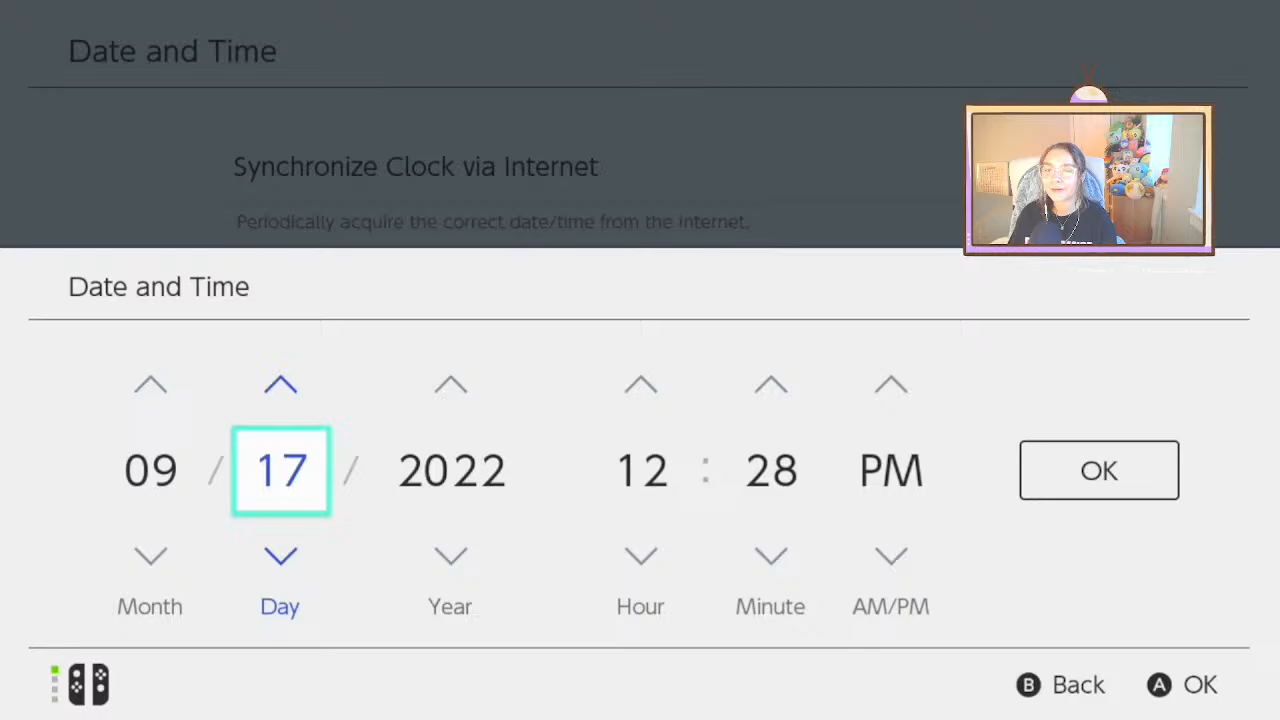 Date and Time
Synchronize Clock via Internet
Periodically acquire the correct date/time from the internet.
Date and Time
09 / 17 / 2022 12 : 28 PM OK
Month Day Year Hour Minute AM/PM
B Back A OK